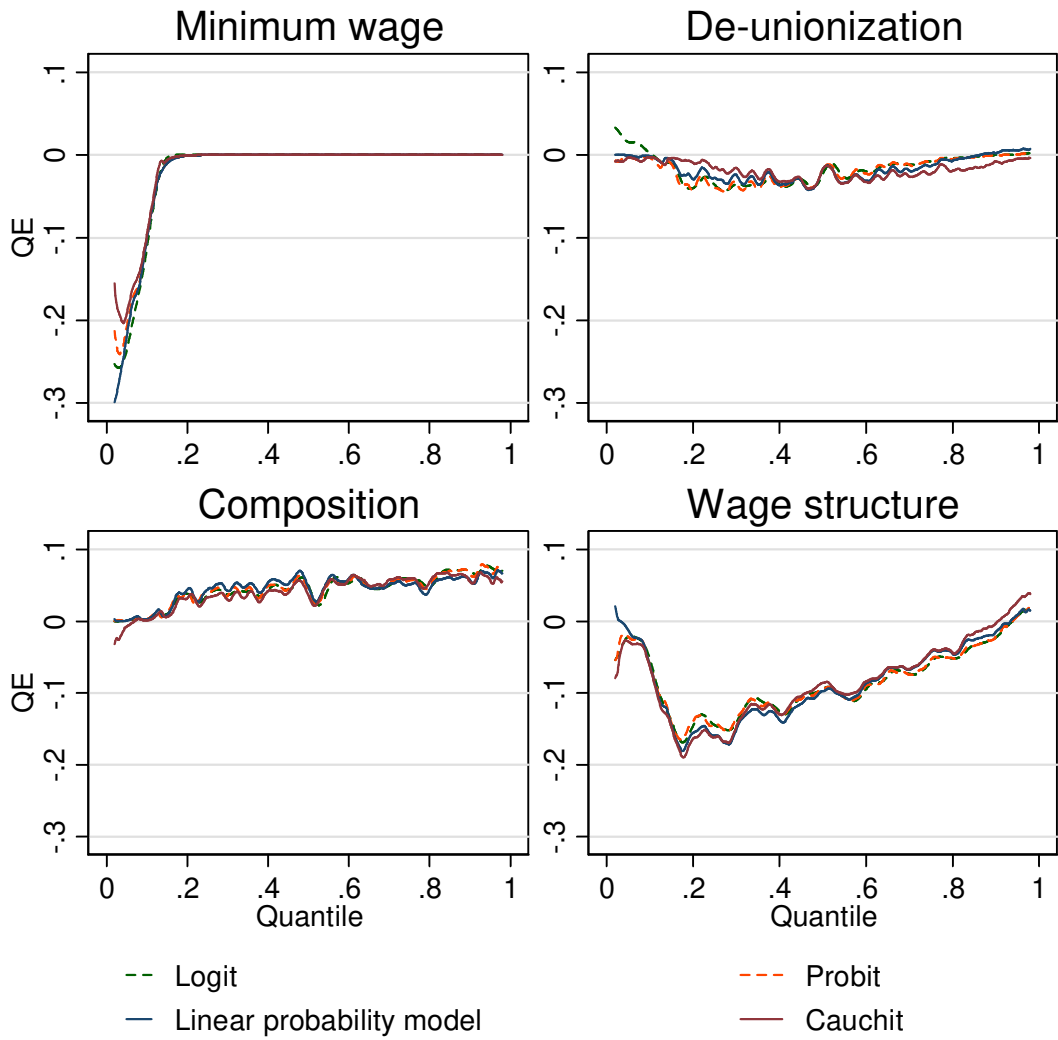 Minimum wage
De-unionization
QE
.1
0
-.1
-.2
-.3
0 .2 .4 .6 .8 1
.1
0
-.1
-.2
-.3
0 .2 .4 .6 .8 1
Composition
Wage structure
QE
.1
0
-.1
-.2
-.3
0 .2 .4 .6 .8 1
Quantile
.1
0
-.1
-.2
-.3
0 .2 .4 .6 .8 1
Quantile
Logit
Probit
Linear probability model
Cauchit